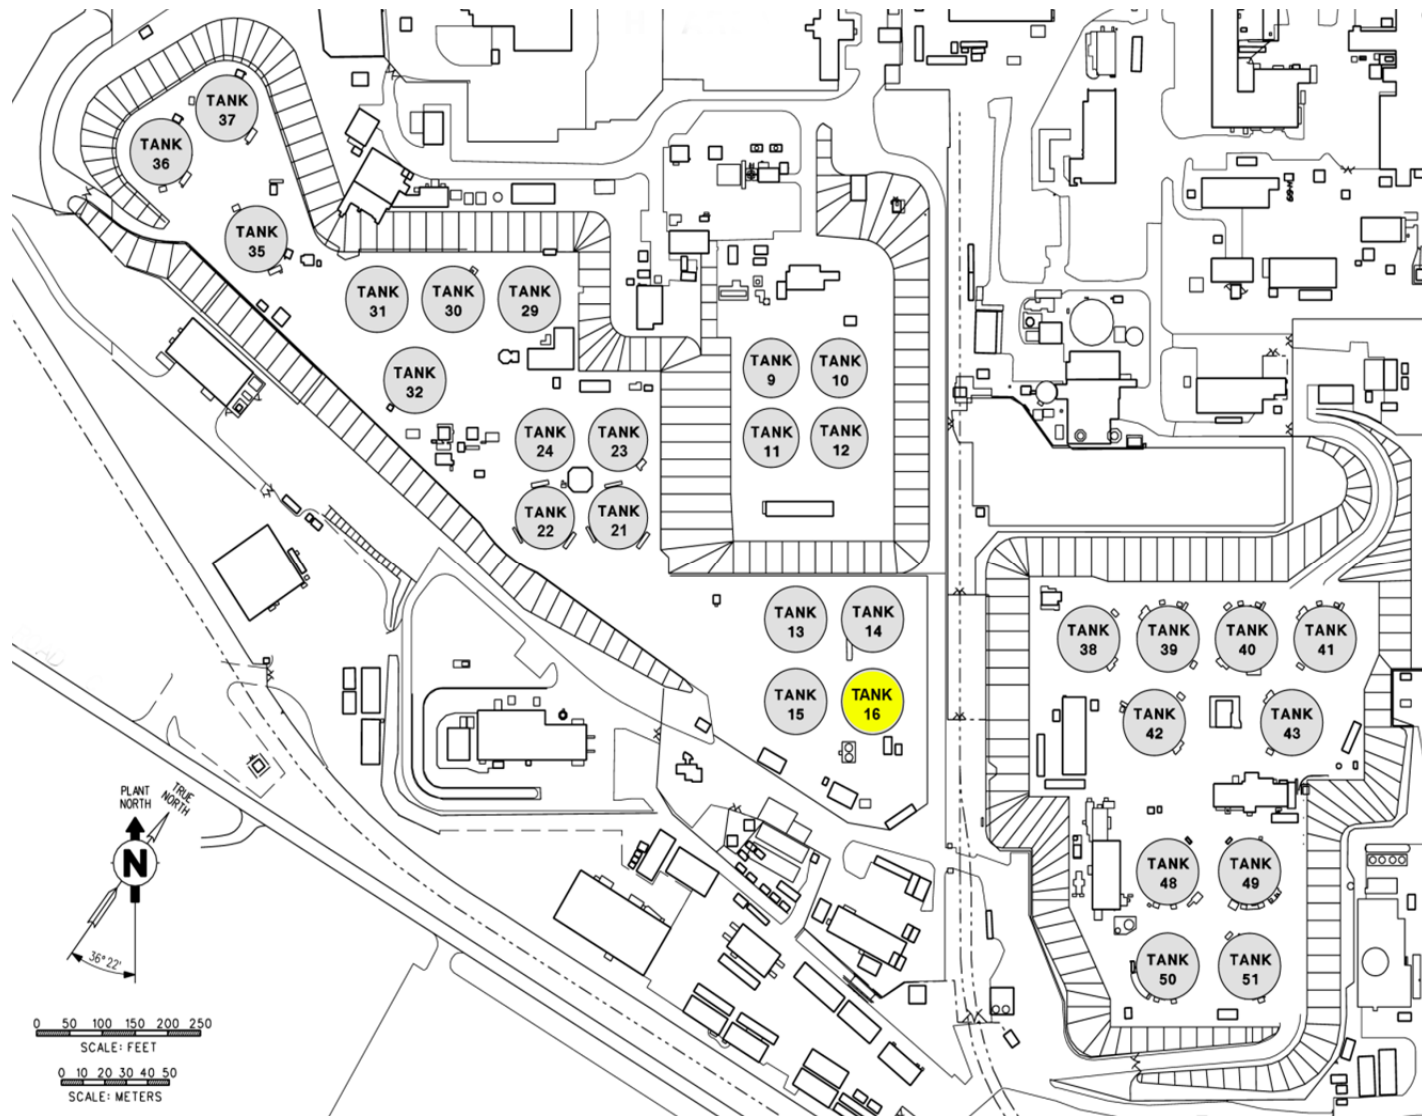 TANK
37
TANK
36
TANK
35
TANK
31
TANK
30
TANK
29
TANK
32
TANK
24
TANK
23
TANK
22
TANK
21
TANK
9
TANK
10
TANK
11
TANK
12
TANK
13
TANK
14
TANK
15
TANK
16
TANK
38
TANK
39
TANK
40
TANK
41
TANK
42
TANK
43
TANK
48
TANK
49
TANK
50
TANK
51
PLANT
NORTH
TRUE
NORTH
N
36°22'
0 50 100 150 200 250
SCALE: FEET
0 10 20 30 40 50
SCALE: METERS